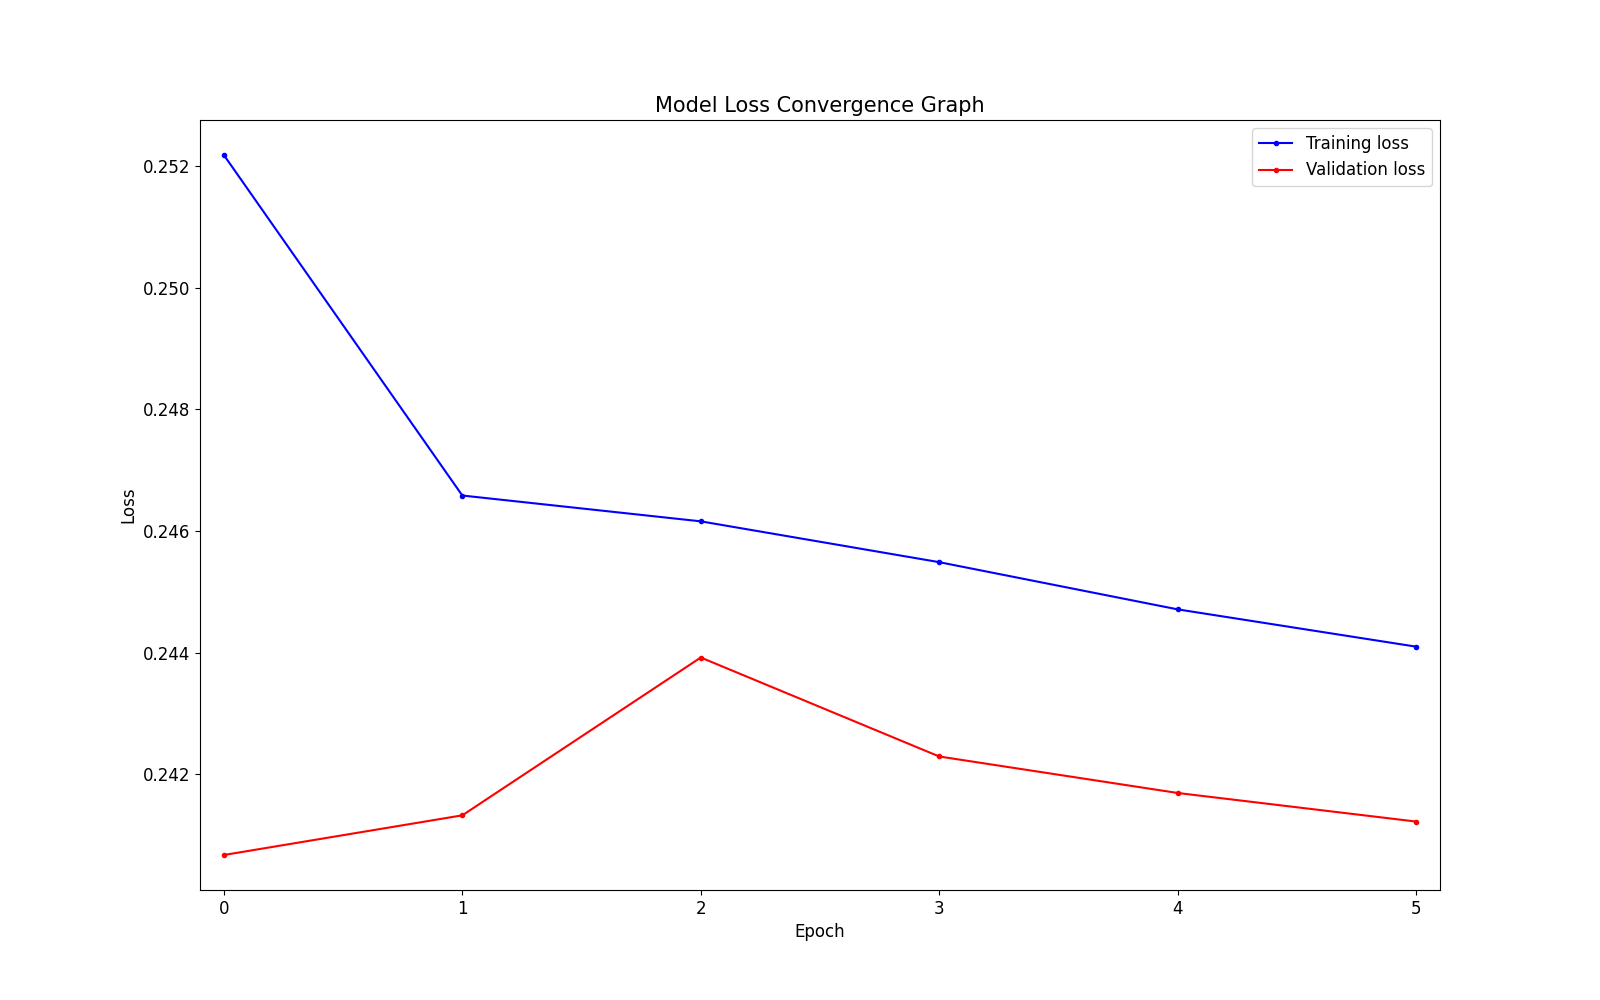 Model Loss Convergence Graph
Training loss
Validation loss
0.252
0.250
0.248
0.246
0.244
0.242
Loss
0
1
2
3
4
5
Epoch